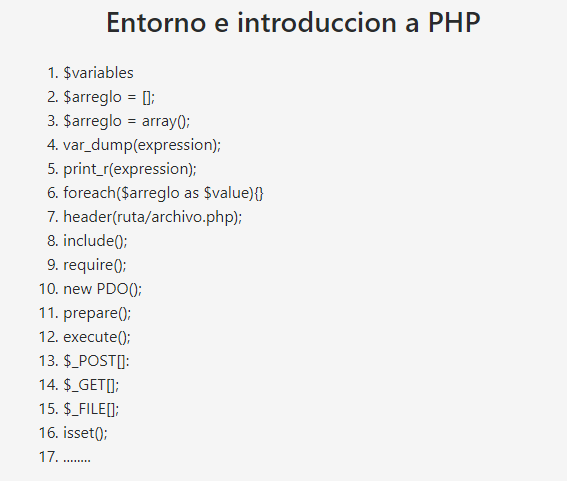 Entorno e introduccion a PHP
1. $variables
2. $arreglo = [];
3. $arreglo = array();
4. var_dump(expression);
5. print_r(expression);
6. foreach($arreglo as $value){}
7. header(ruta/archivo.php);
8. include();
9. require();
10. new PDO();
11. prepare();
12. execute();
13. $_POST[]:
14. $_GET[];
15. $_FILE[];
16. isset();
17. ........